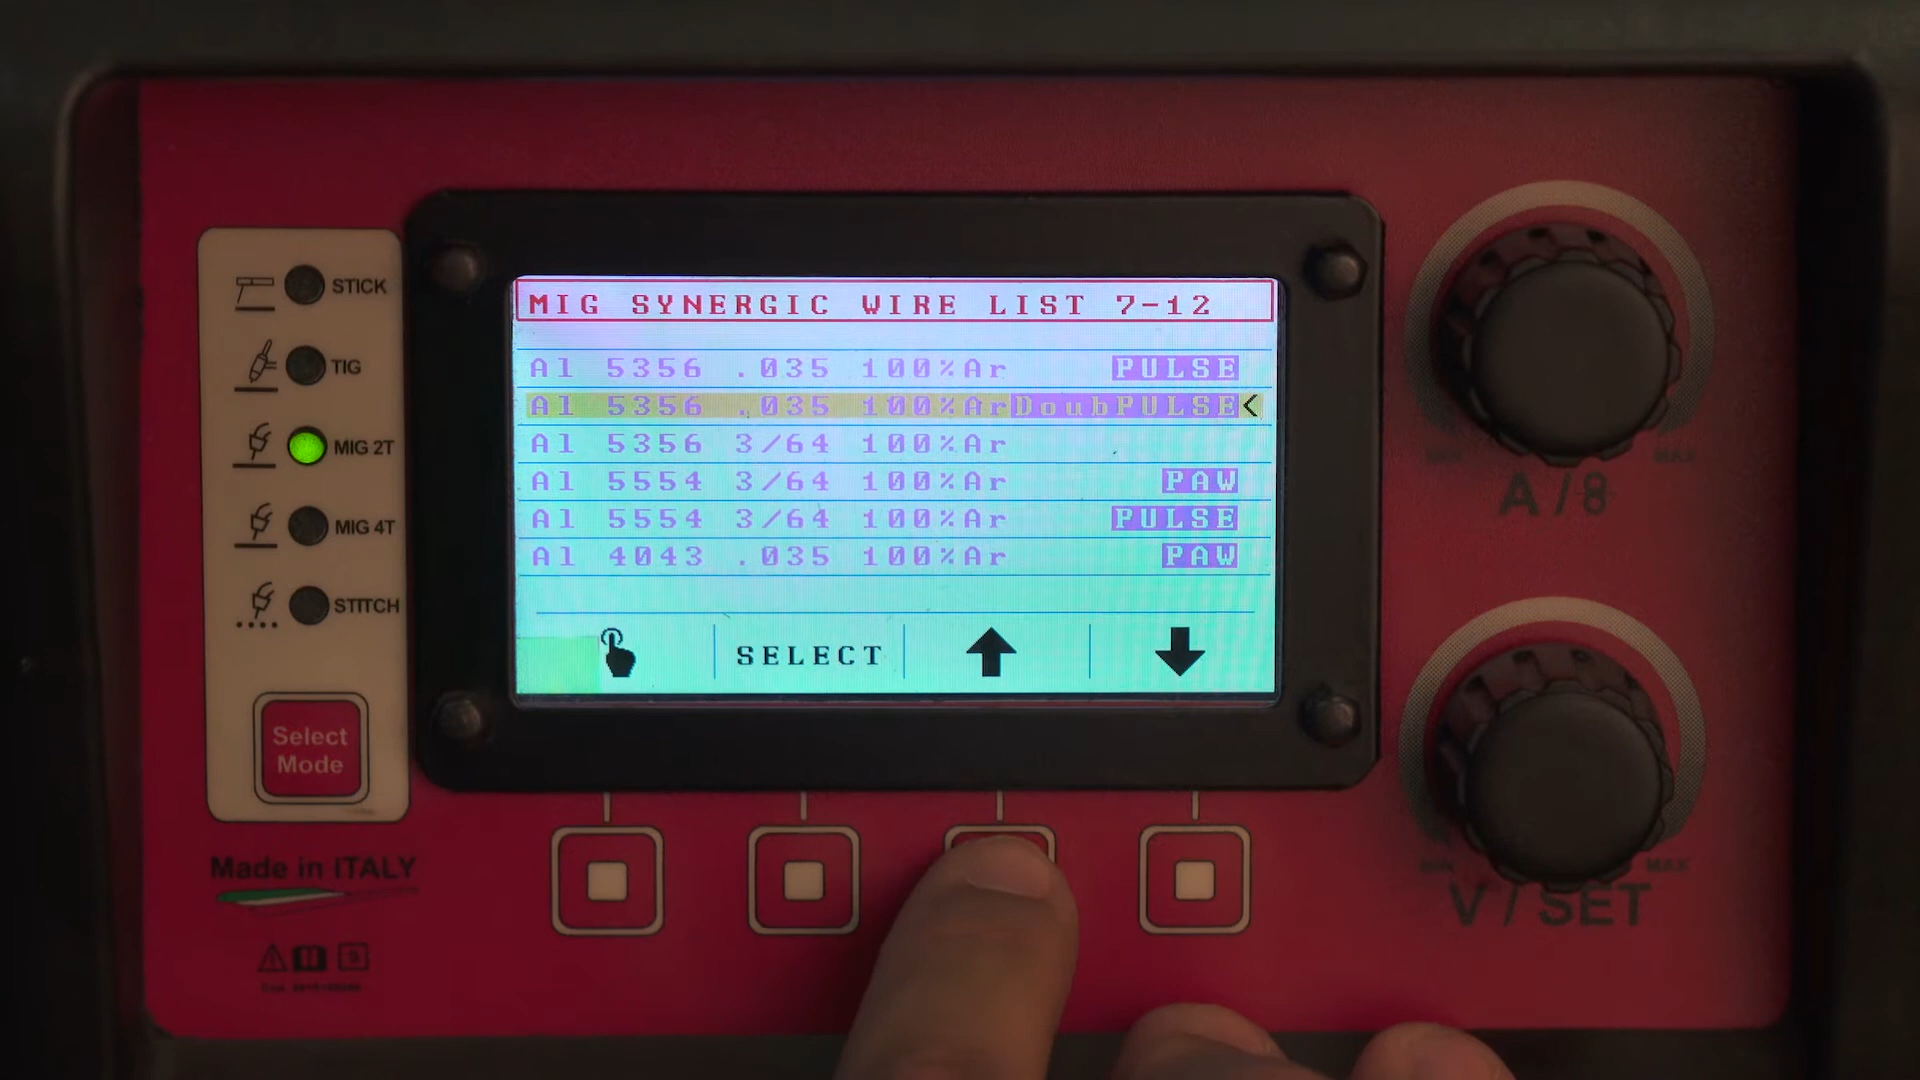 MIG SYNERGIC WIRE LIST 7-12
Al 5356 .035 100%Ar PULSE
Al 5356 .035 100%Ar DoubPULSE<
Al 5356 3/64 100%Ar
Al 5554 3/64 100%Ar PAW
Al 5554 3/64 100%Ar PULSE
Al 4043 .035 100%Ar PAW
SELECT
STICK
TIG
MIG 2T
MIG 4T
STITCH
Select
Mode
Made in ITALY
MAX
A / 8
MIN
MAX
V / SET